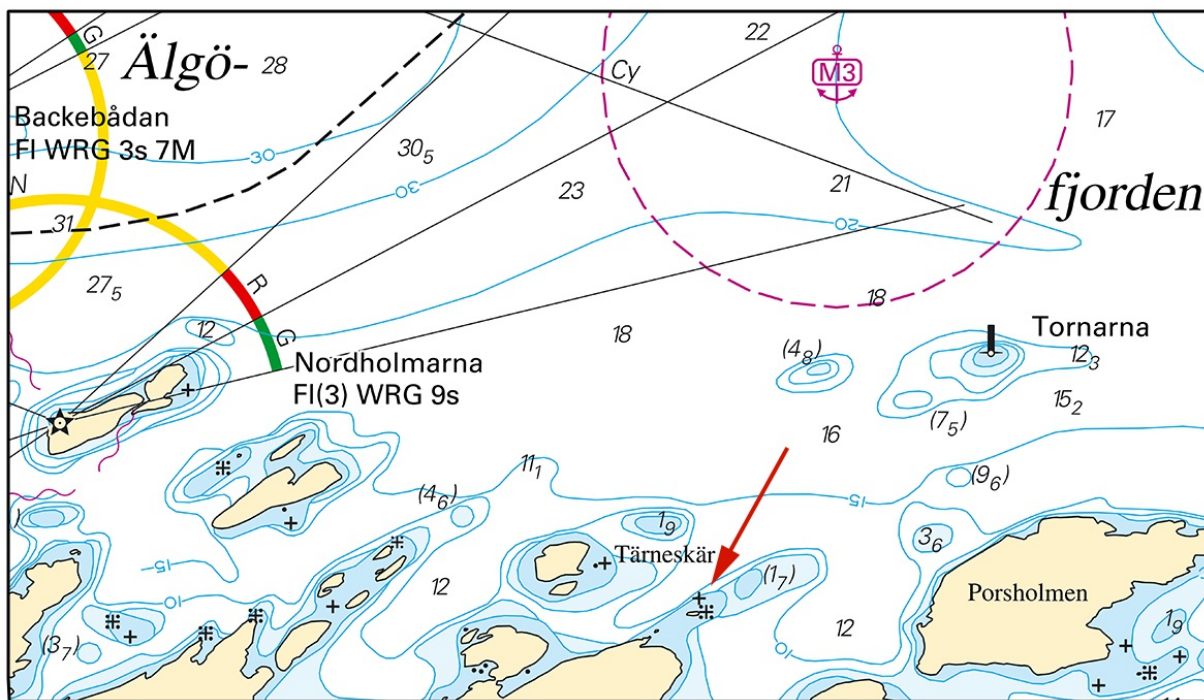 G
27
Älgö-
28
22
Cy
M3
17
Backebådan
Fl WRG 3s 7M
30
30₅
30
N
23
21
fjorden
31
20
27₅
R
G
12
18
18
Tornarna
Nordholmarna
Fl(3) WRG 9s
(4₈)
12₃
15₂
(7₅)
16
11₁
(4₆)
(9₆)
15
1₉
3₆
Tärneskär
15
12
(1₇)
Porsholmen
10
(3₇)
12
10
1₉